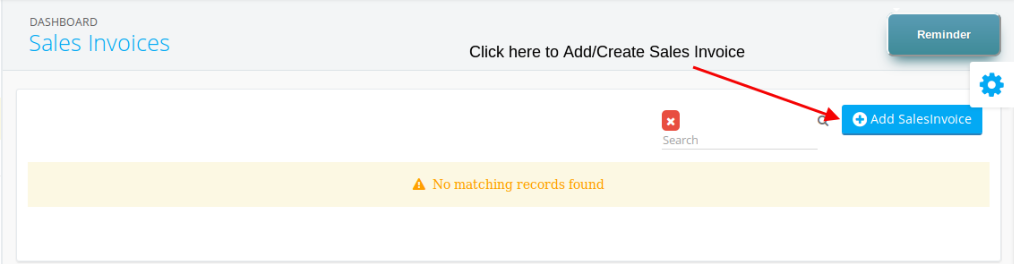 DASHBOARD
Sales Invoices
Reminder
Click here to Add/Create Sales Invoice
Add SalesInvoice
Search
No matching records found